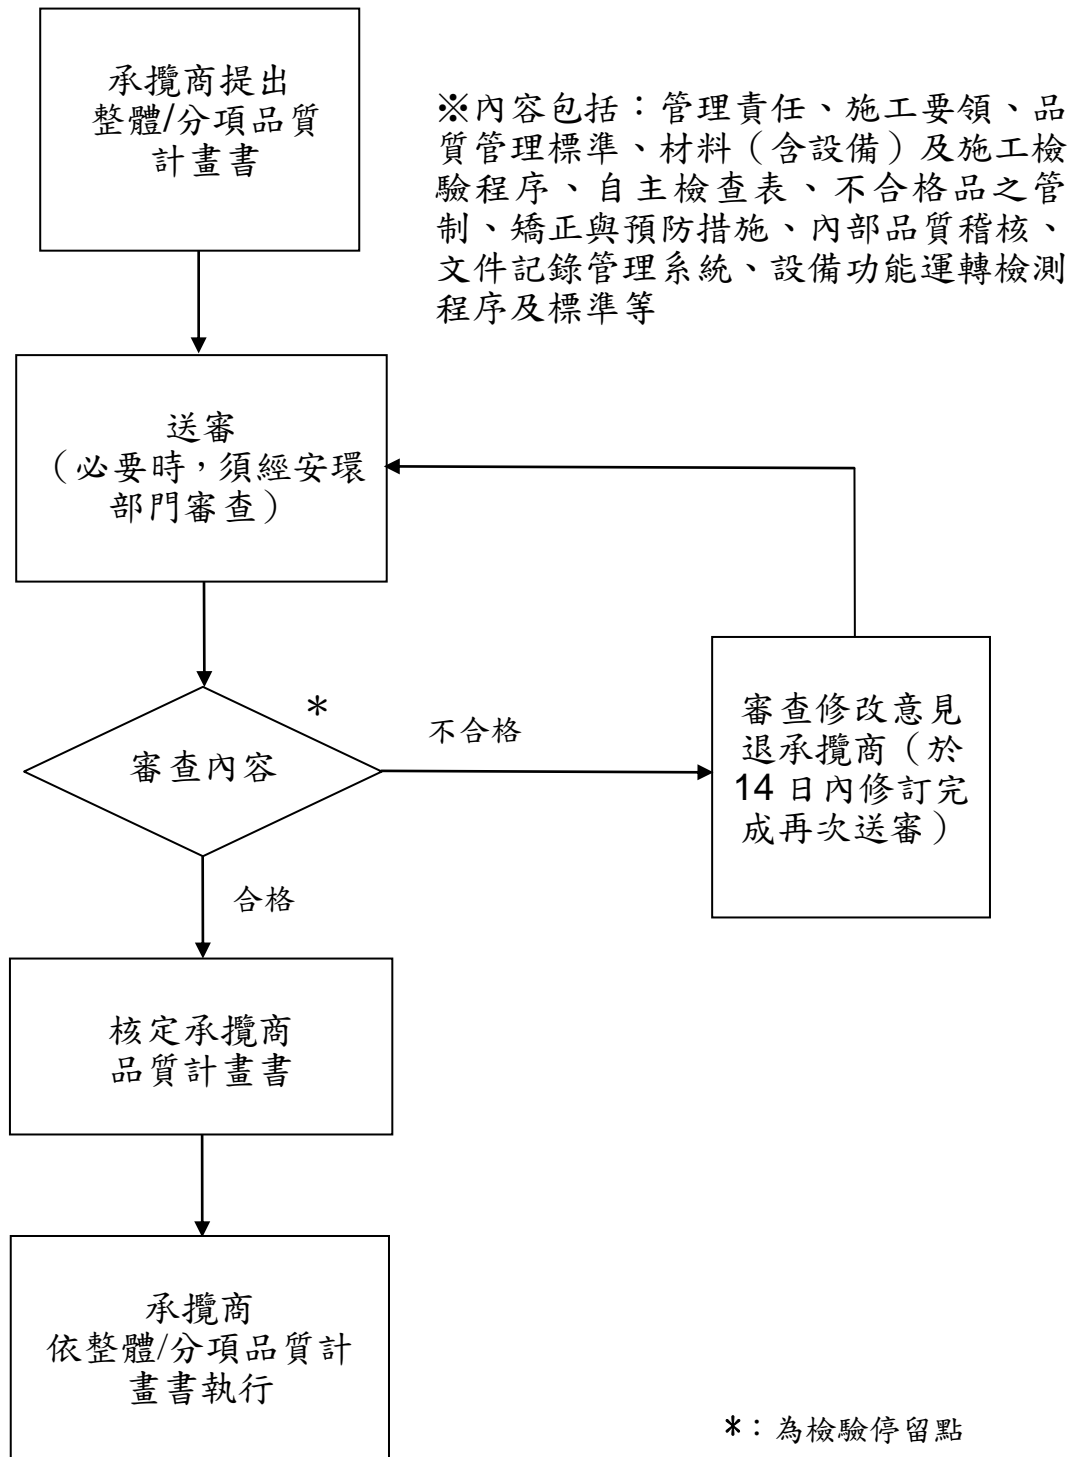 承攬商提出
整體/分項品質
計畫書
※內容包括：管理責任、施工要領、品
質管理標準、材料（含設備）及施工檢
驗程序、自主檢查表、不合格品之管
制、矯正與預防措施、內部品質稽核、
文件記錄管理系統、設備功能運轉檢測
程序及標準等
送審
（必要時，須經安環
部門審查）
審查內容
*
不合格
審查修改意見
退承攬商（於
14 日內修訂完
成再次送審）
合格
核定承攬商
品質計畫書
承攬商
依整體/分項品質計
畫書執行
*：為檢驗停留點